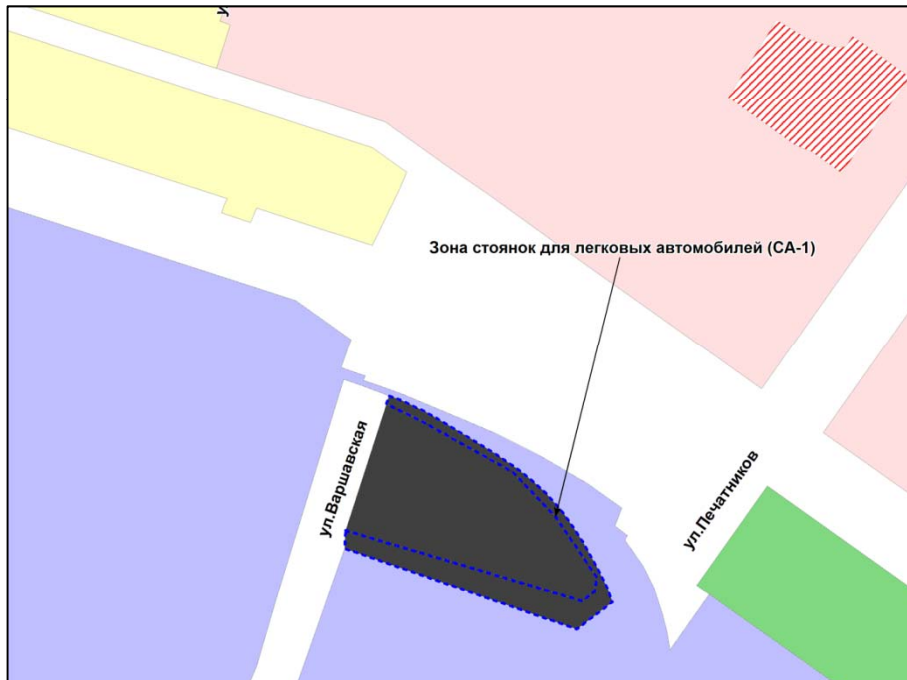 Зона стоянок для легковых автомобилей (СА-1)
ул.Варшавская
ул.Печатников